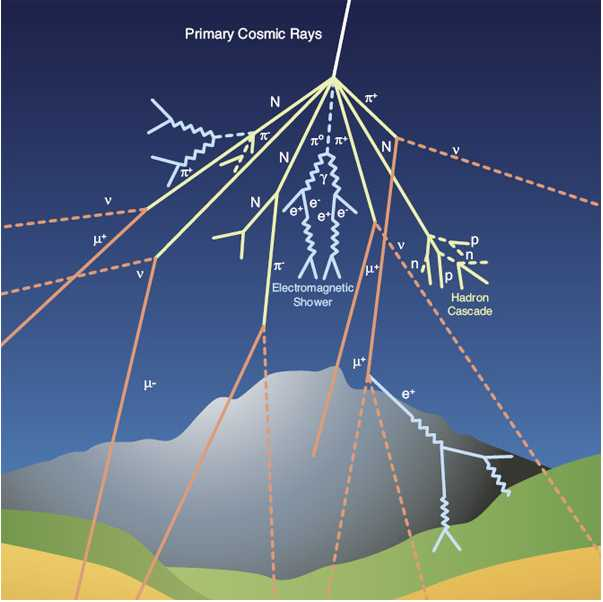 Primary Cosmic Rays
N
π⁺
π⁻
π⁰
π⁺
N
N
π⁺
γ
ν
N
e⁻
e⁺
e⁺
e⁻
ν
μ⁺
ν
ν
p
n
n
p
π⁻
μ⁺
Electromagnetic
Shower
Hadron
Cascade
μ⁺
μ-
e⁺